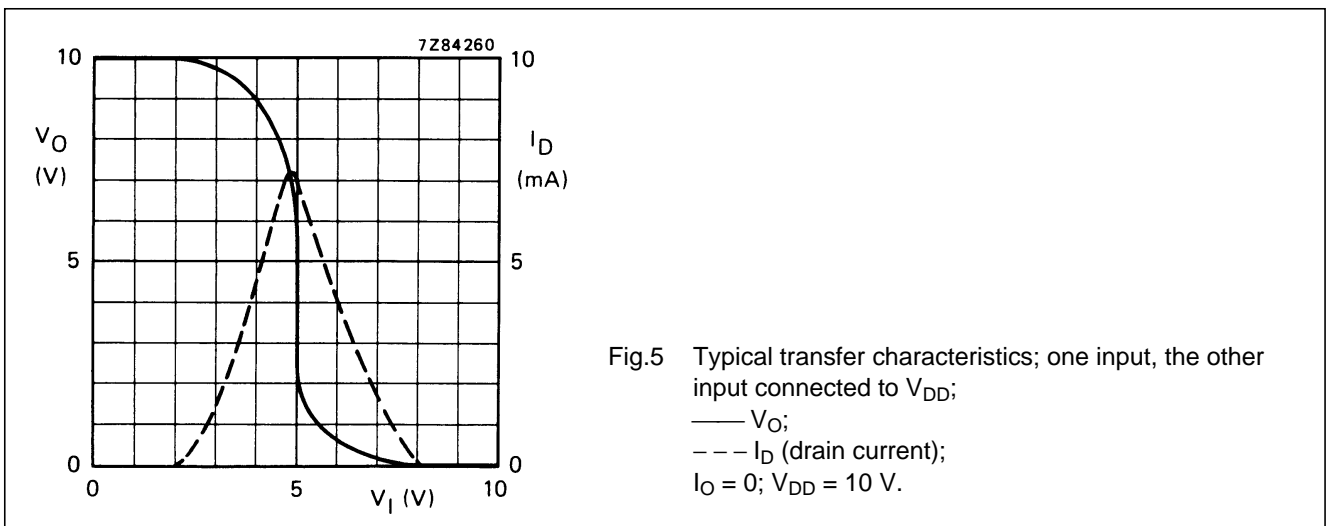 7Z84260
10
10
V_O
(V)
I_D
(mA)
5
5
0
0
0
5
10
V_I (V)
Fig.5 Typical transfer characteristics; one input, the other
input connected to V_DD;
—— V_O;
– – – I_D (drain current);
I_O = 0; V_DD = 10 V.